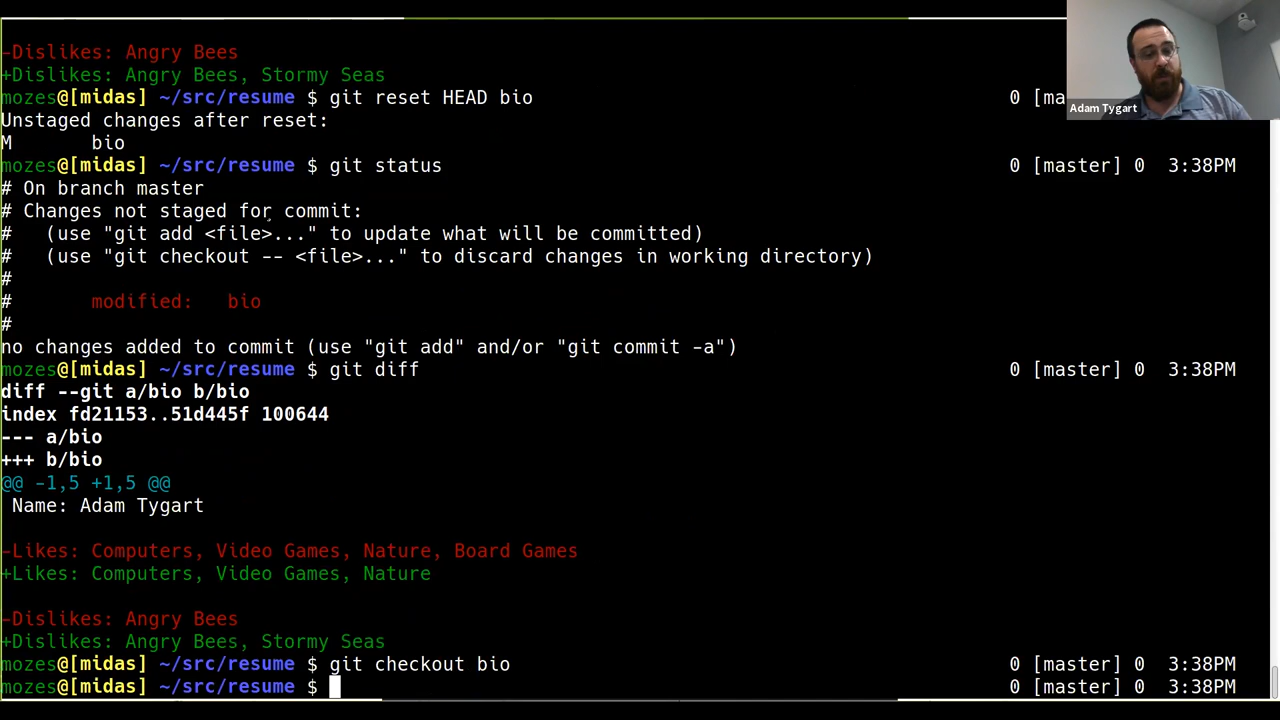 -Dislikes: Angry Bees
+Dislikes: Angry Bees, Stormy Seas
mozes@[midas] ~/src/resume $ git reset HEAD bio 0 [ma
Adam Tygart
Unstaged changes after reset:
M bio
mozes@[midas] ~/src/resume $ git status 0 [master] 0 3:38PM
# On branch master
# Changes not staged for commit:
# (use "git add <file>..." to update what will be committed)
# (use "git checkout -- <file>..." to discard changes in working directory)
#
# modified: bio
#
no changes added to commit (use "git add" and/or "git commit -a")
mozes@[midas] ~/src/resume $ git diff 0 [master] 0 3:38PM
diff --git a/bio b/bio
index fd21153..51d445f 100644
--- a/bio
+++ b/bio
@@ -1,5 +1,5 @@
Name: Adam Tygart
-Likes: Computers, Video Games, Nature, Board Games
+Likes: Computers, Video Games, Nature
-Dislikes: Angry Bees
+Dislikes: Angry Bees, Stormy Seas
mozes@[midas] ~/src/resume $ git checkout bio 0 [master] 0 3:38PM
mozes@[midas] ~/src/resume $ 0 [master] 0 3:38PM